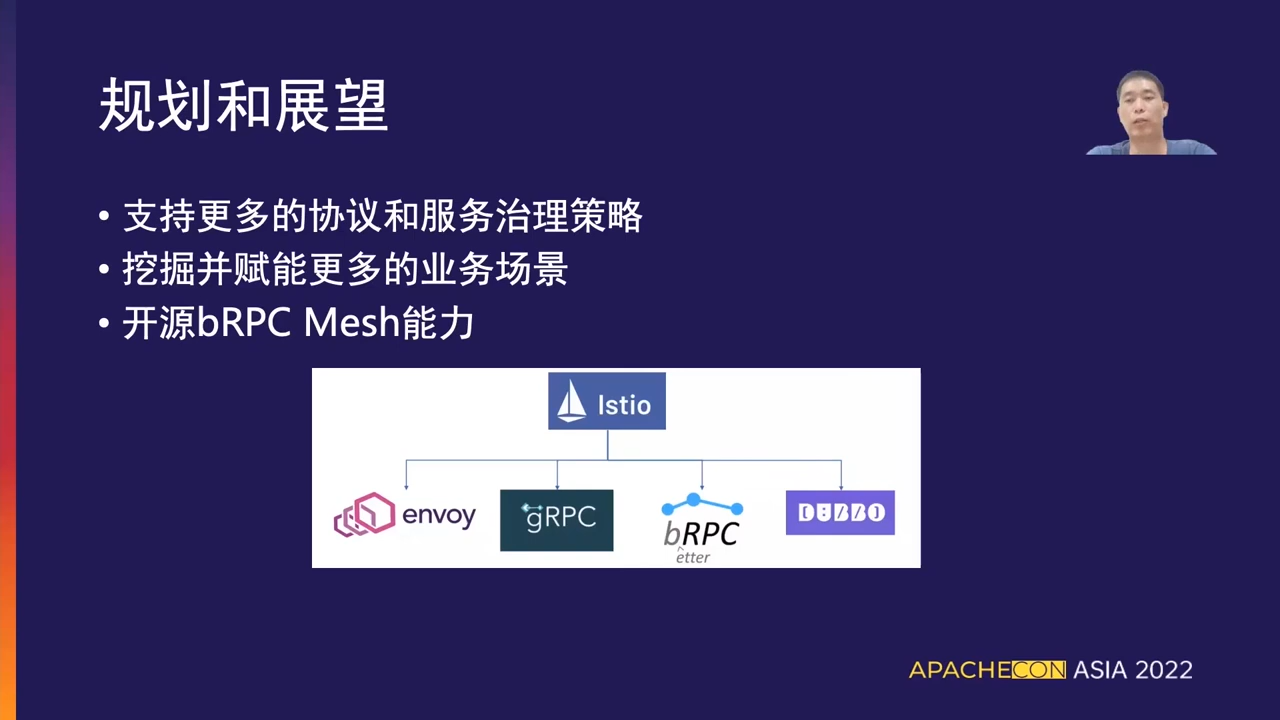 规划和展望
• 支持更多的协议和服务治理策略
• 挖掘并赋能更多的业务场景
• 开源bRPC Mesh能力
Istio
envoy
gRPC
bRPC
etter
DUBBO
APACHECON ASIA 2022